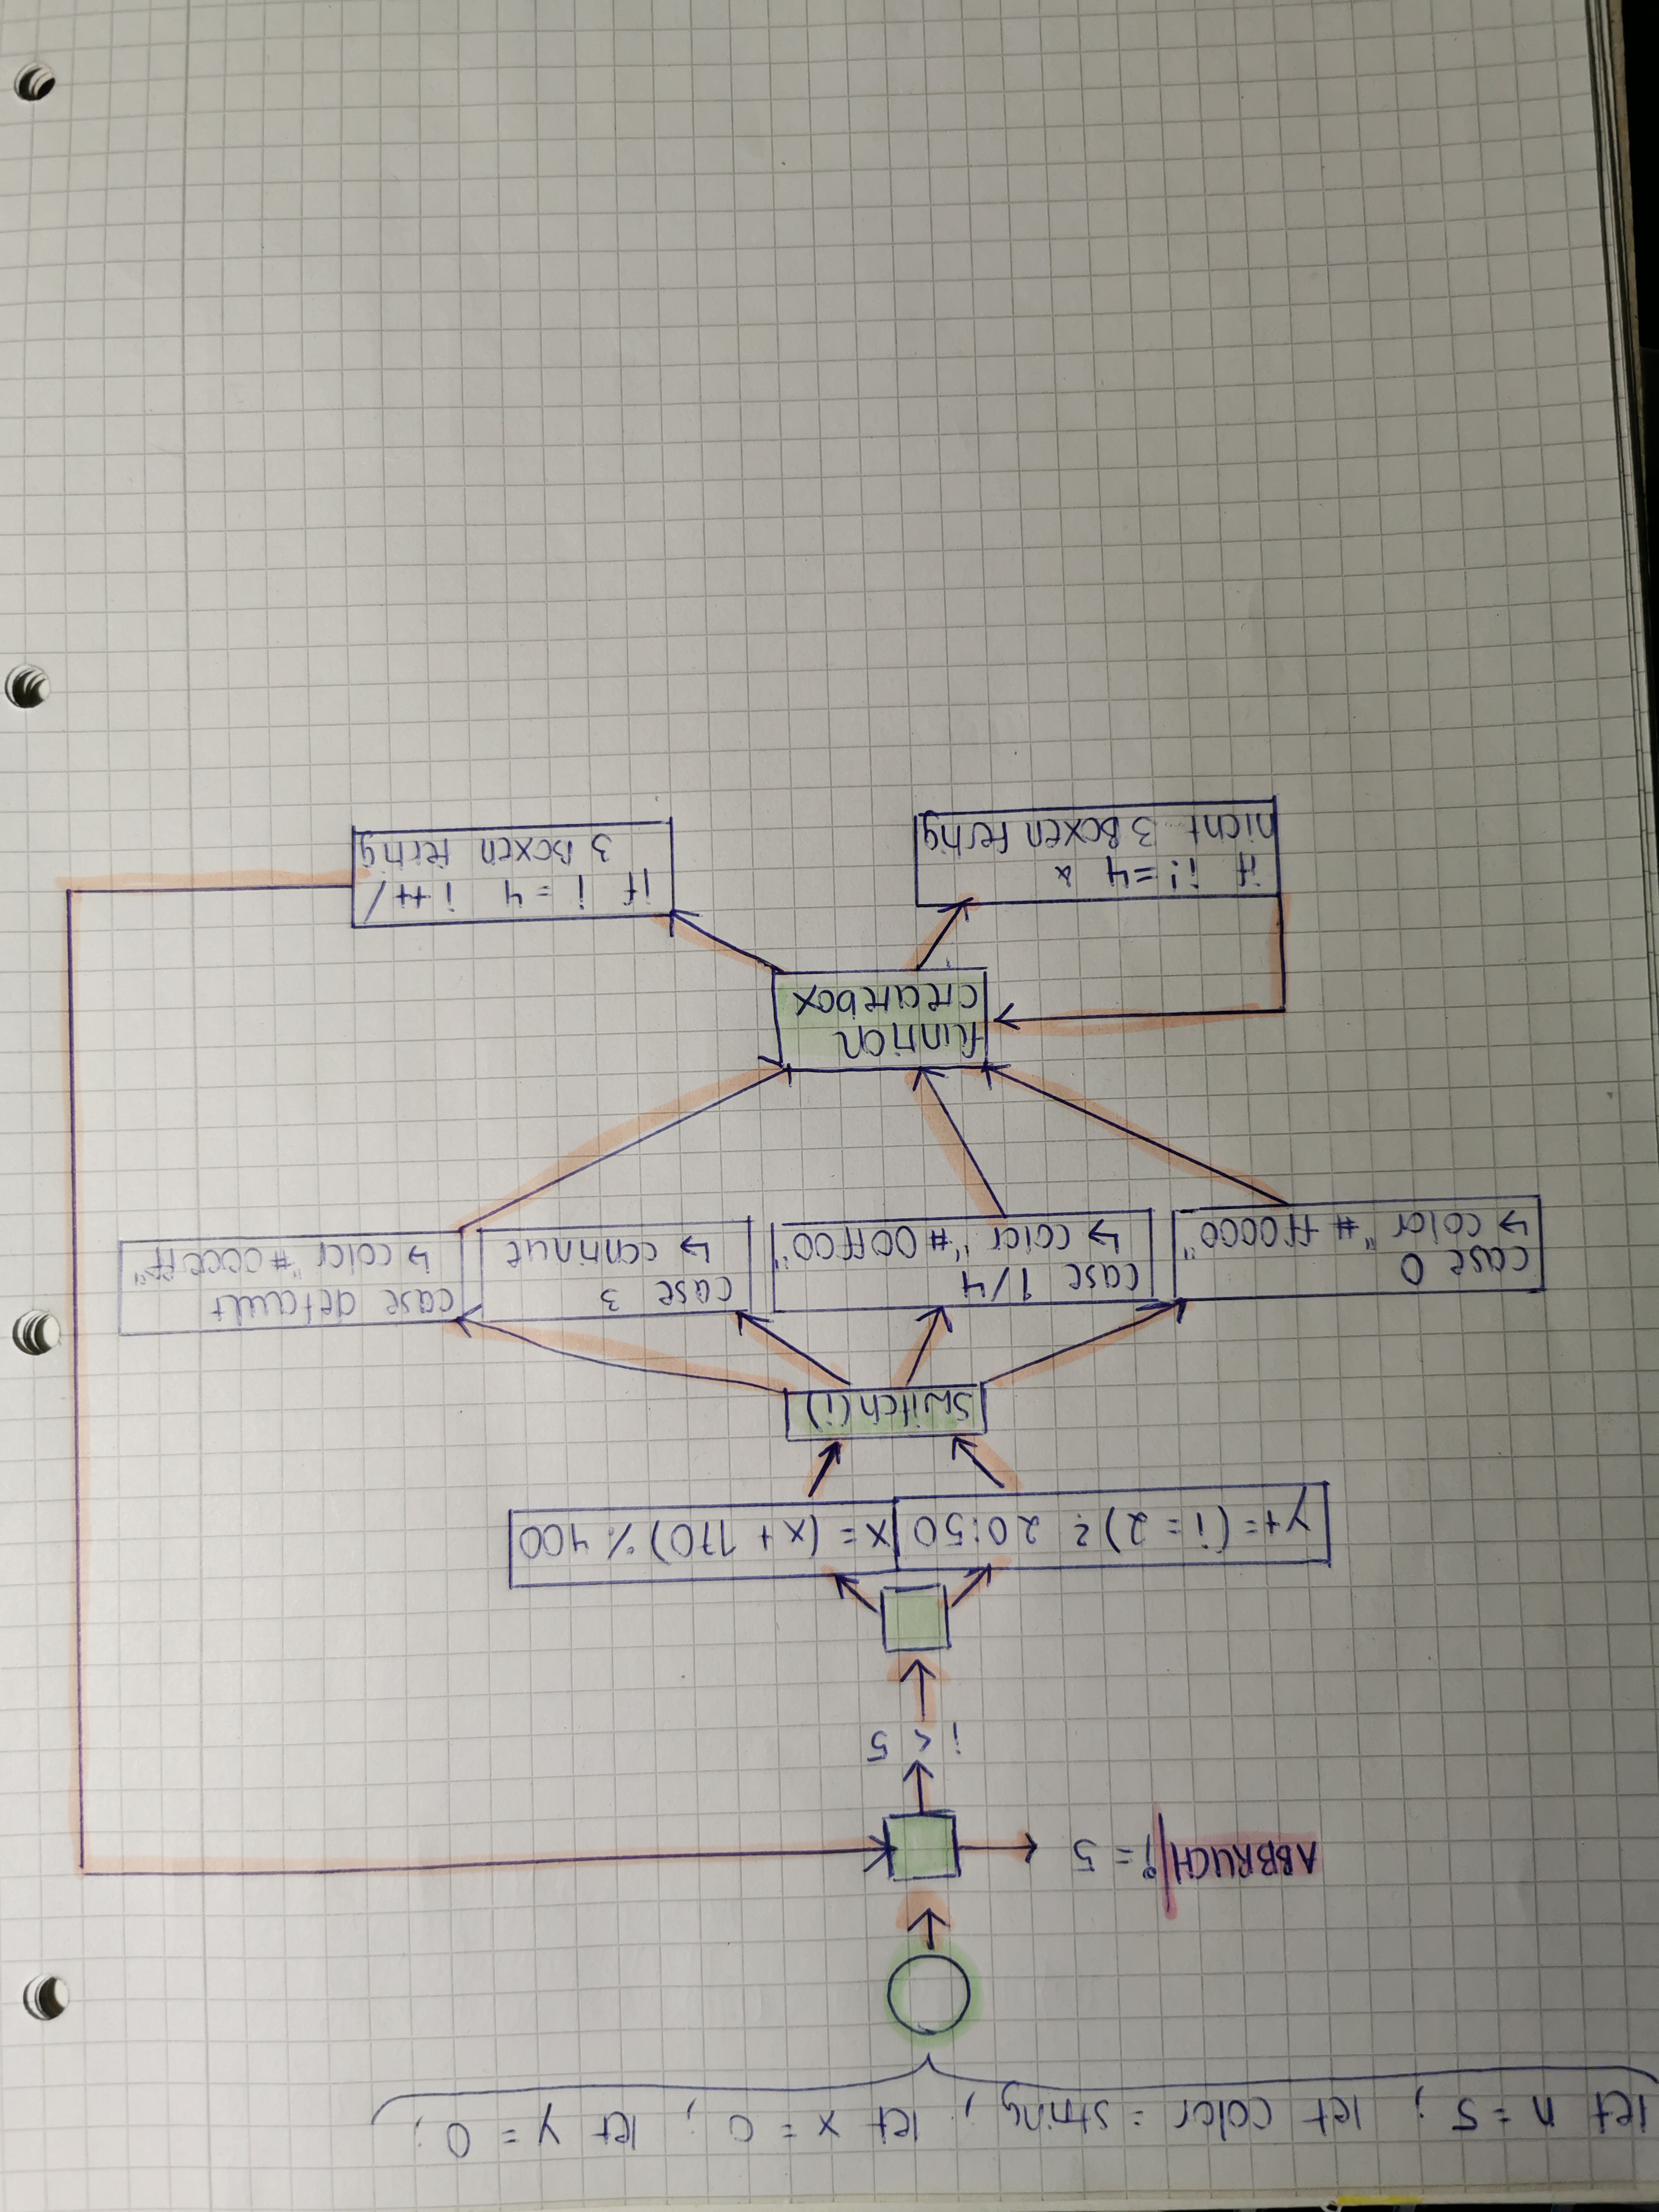 let n = 5; let color = string; let x = 0; let y = 0;
ABBRUCH i = 5
i < 5
y += (i = 2) ? 20:50
x = (x + 170) % 400
switch(i)
case 0
↳ color "#ff0000"
case 1/4
↳ color "#00ff00"
case 3
↳ continue
case default
↳ color "#0000ff"
funtion
createbox
if i! = 4 &
nicht 3 Boxen fertig
if i = 4 i++/
3 Boxen fertig